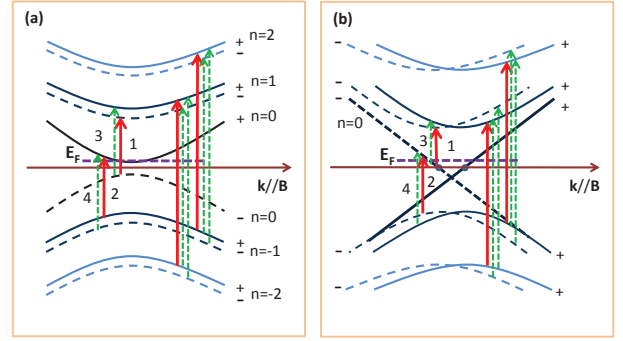 (a)
+ n=2
-
+ n=1
-
+ n=0
3
1
E_F
k//B
4
2
- n=0
+
- n=-1
+
- n=-2
(b)
-
+
-
-
+
n=0
+
3
1
E_F
k//B
4
2
-
+
-
+